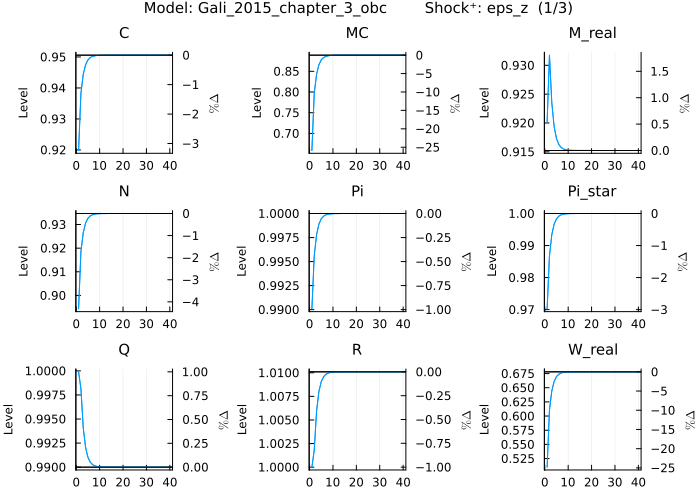 Model: Gali_2015_chapter_3_obc Shock⁺: eps_z (1/3)
C MC M_real
0.95 0.94 0.93 0.92 Level 0 −1 −2 −3 %Δ
0.85 0.80 0.75 0.70 Level 0 −5 −10 −15 −20 −25 %Δ
0.930 0.925 0.920 0.915 Level 1.5 1.0 0.5 0.0 %Δ
0 10 20 30 40 0 10 20 30 40 0 10 20 30 40
N Pi Pi_star
0.93 0.92 0.91 0.90 Level 0 −1 −2 −3 −4 %Δ
1.0000 0.9975 0.9950 0.9925 0.9900 Level 0.00 −0.25 −0.50 −0.75 −1.00 %Δ
1.00 0.99 0.98 0.97 Level 0 −1 −2 −3 %Δ
0 10 20 30 40 0 10 20 30 40 0 10 20 30 40
Q R W_real
1.0000 0.9975 0.9950 0.9925 0.9900 Level 1.00 0.75 0.50 0.25 0.00 %Δ
1.0100 1.0075 1.0050 1.0025 1.0000 Level 0.00 −0.25 −0.50 −0.75 −1.00 %Δ
0.675 0.650 0.625 0.600 0.575 0.550 0.525 Level 0 −5 −10 −15 −20 −25 %Δ
0 10 20 30 40 0 10 20 30 40 0 10 20 30 40